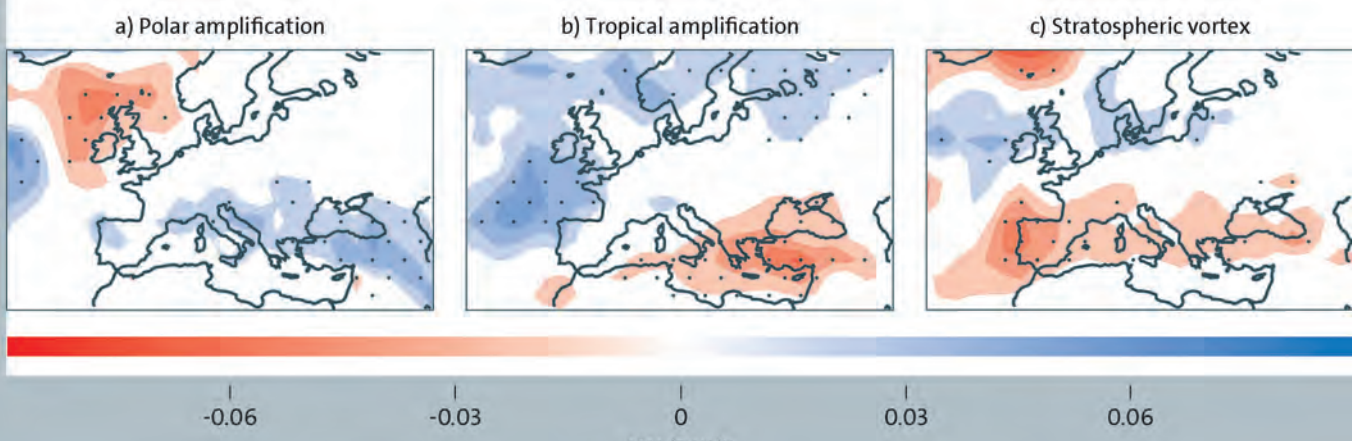 a) Polar amplification
b) Tropical amplification
c) Stratospheric vortex
-0.06 -0.03 0 0.03 0.06